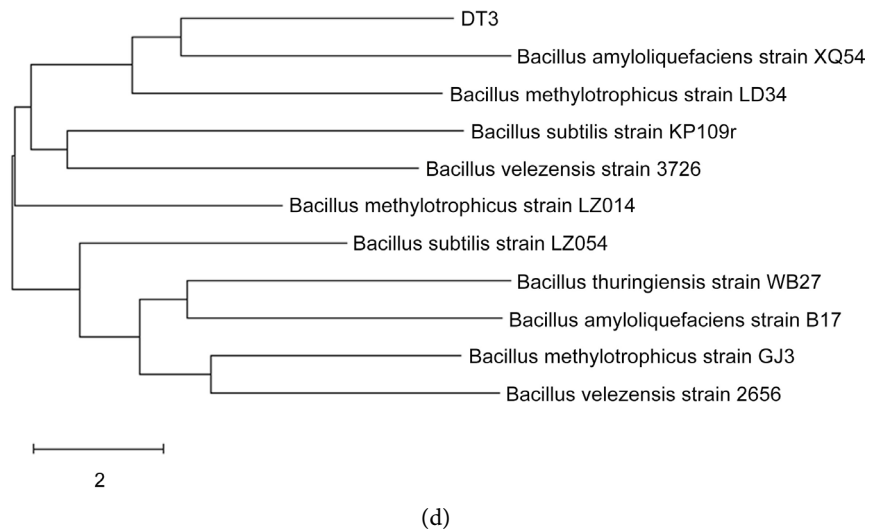 DT3
Bacillus amyloliquefaciens strain XQ54
Bacillus methylotrophicus strain LD34
Bacillus subtilis strain KP109r
Bacillus velezensis strain 3726
Bacillus methylotrophicus strain LZ014
Bacillus subtilis strain LZ054
Bacillus thuringiensis strain WB27
Bacillus amyloliquefaciens strain B17
Bacillus methylotrophicus strain GJ3
Bacillus velezensis strain 2656
2
(d)